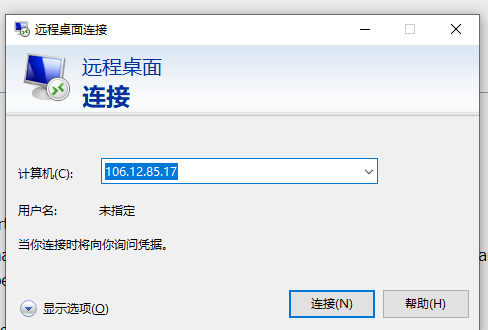 远程桌面连接
远程桌面
连接
计算机(C):
106.12.85.17
用户名:
未指定
当你连接时将向你询问凭据。
显示选项(O)
连接(N)
帮助(H)